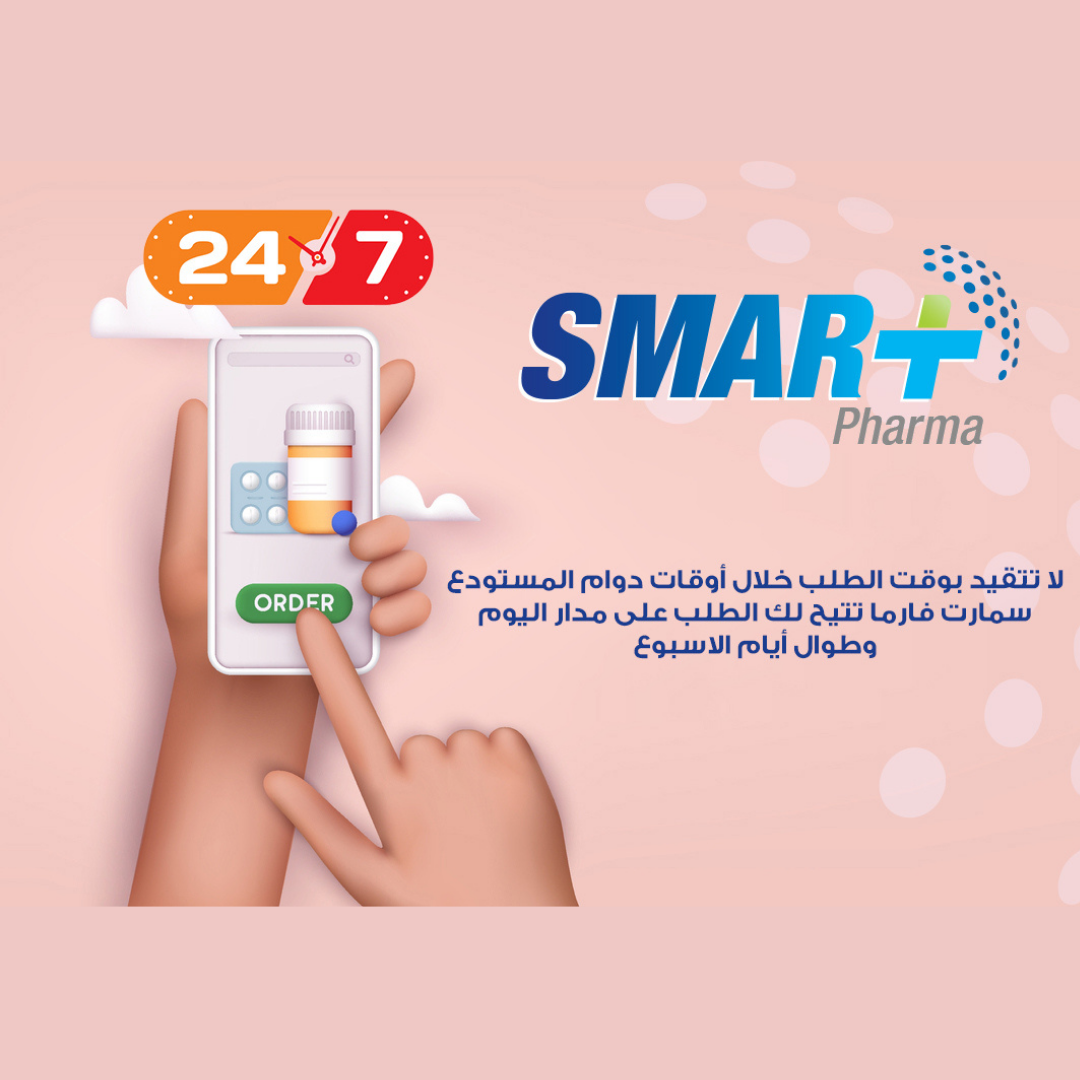 24 7
SMART
Pharma
ORDER
لا تتقيد بوقت الطلب خلال أوقات دوام المستودع
سمارت فارما تتيح لك الطلب على مدار اليوم
وطوال أيام الاسبوع